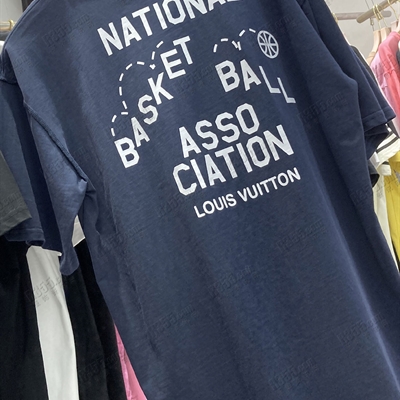 NATIONAL
BASKET BALL
ASSO
CIATION
LOUIS VUITTON